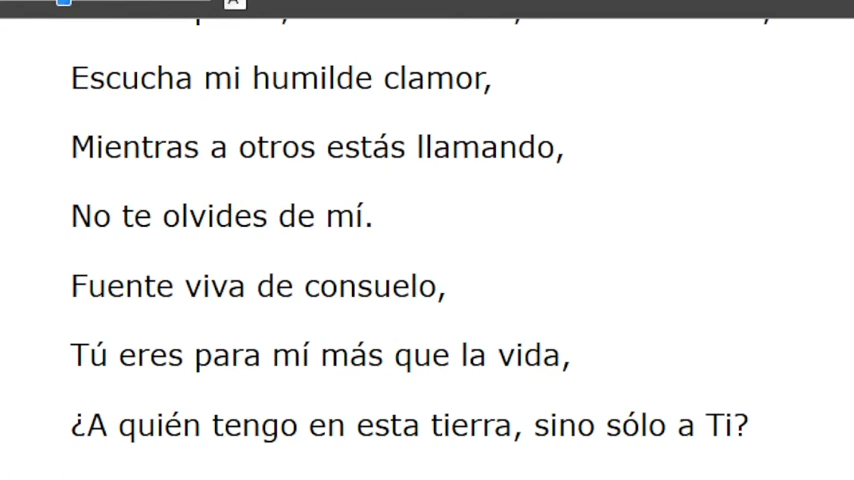 Escucha mi humilde clamor,
Mientras a otros estás llamando,
No te olvides de mí.
Fuente viva de consuelo,
Tú eres para mí más que la vida,
¿A quién tengo en esta tierra, sino sólo a Ti?